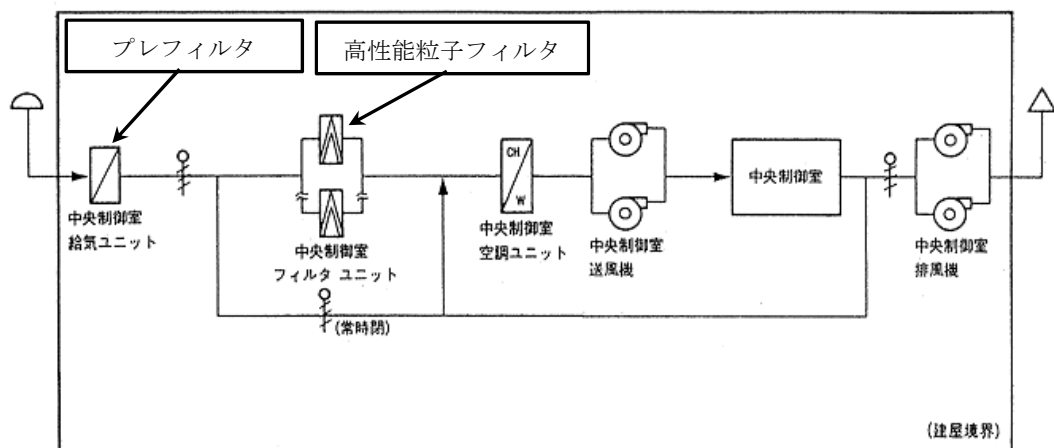 プレフィルタ
高性能粒子フィルタ
中央制御室
給気ユニット
中央制御室
フィルタ ユニット
CH
W
中央制御室
空調ユニット
中央制御室
送風機
中央制御室
中央制御室
排風機
(常時閉)
(建屋境界)